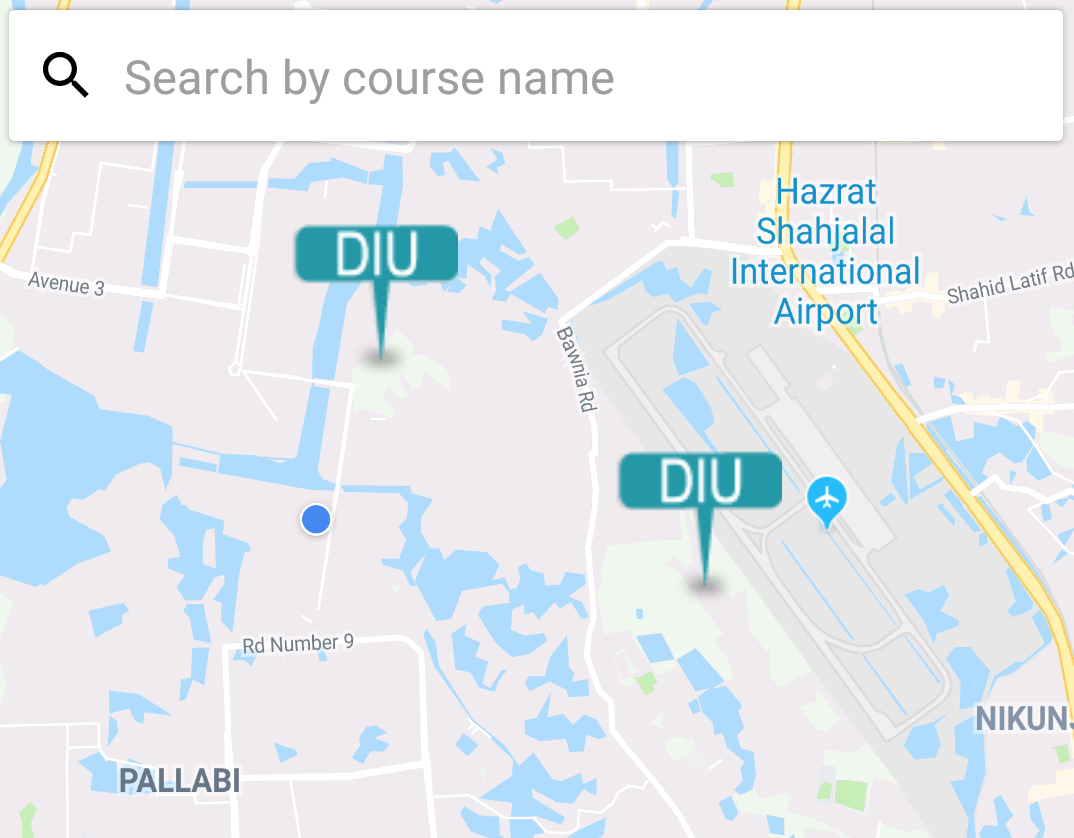 Search by course name
Hazrat
Shahjalal
International
Airport
DIU
Avenue 3
Shahid Latif Rd
Bawnia Rd
DIU
Rd Number 9
NIKUNJ
PALLABI